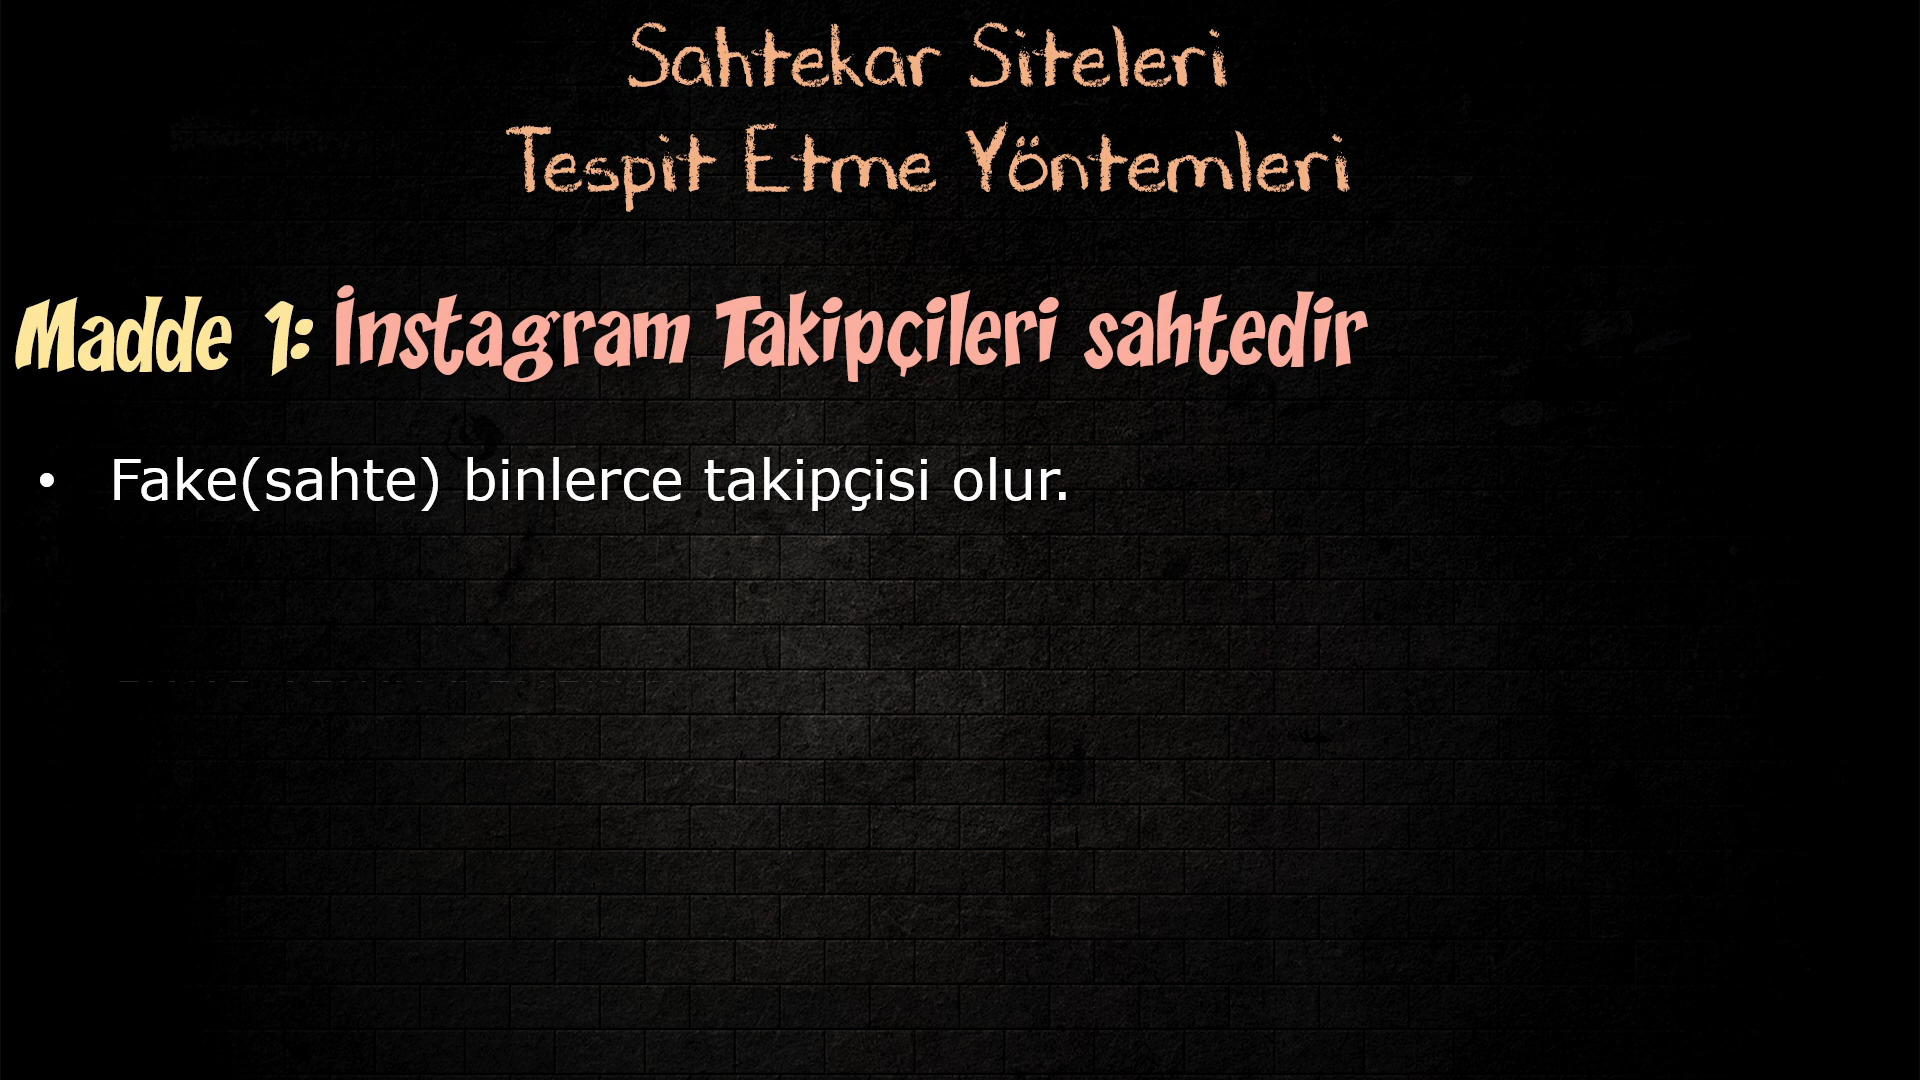 Sahtekar Siteleri
Tespit Etme Yöntemleri
Madde 1: İnstagram Takipçileri sahtedir
• Fake(sahte) binlerce takipçisi olur.